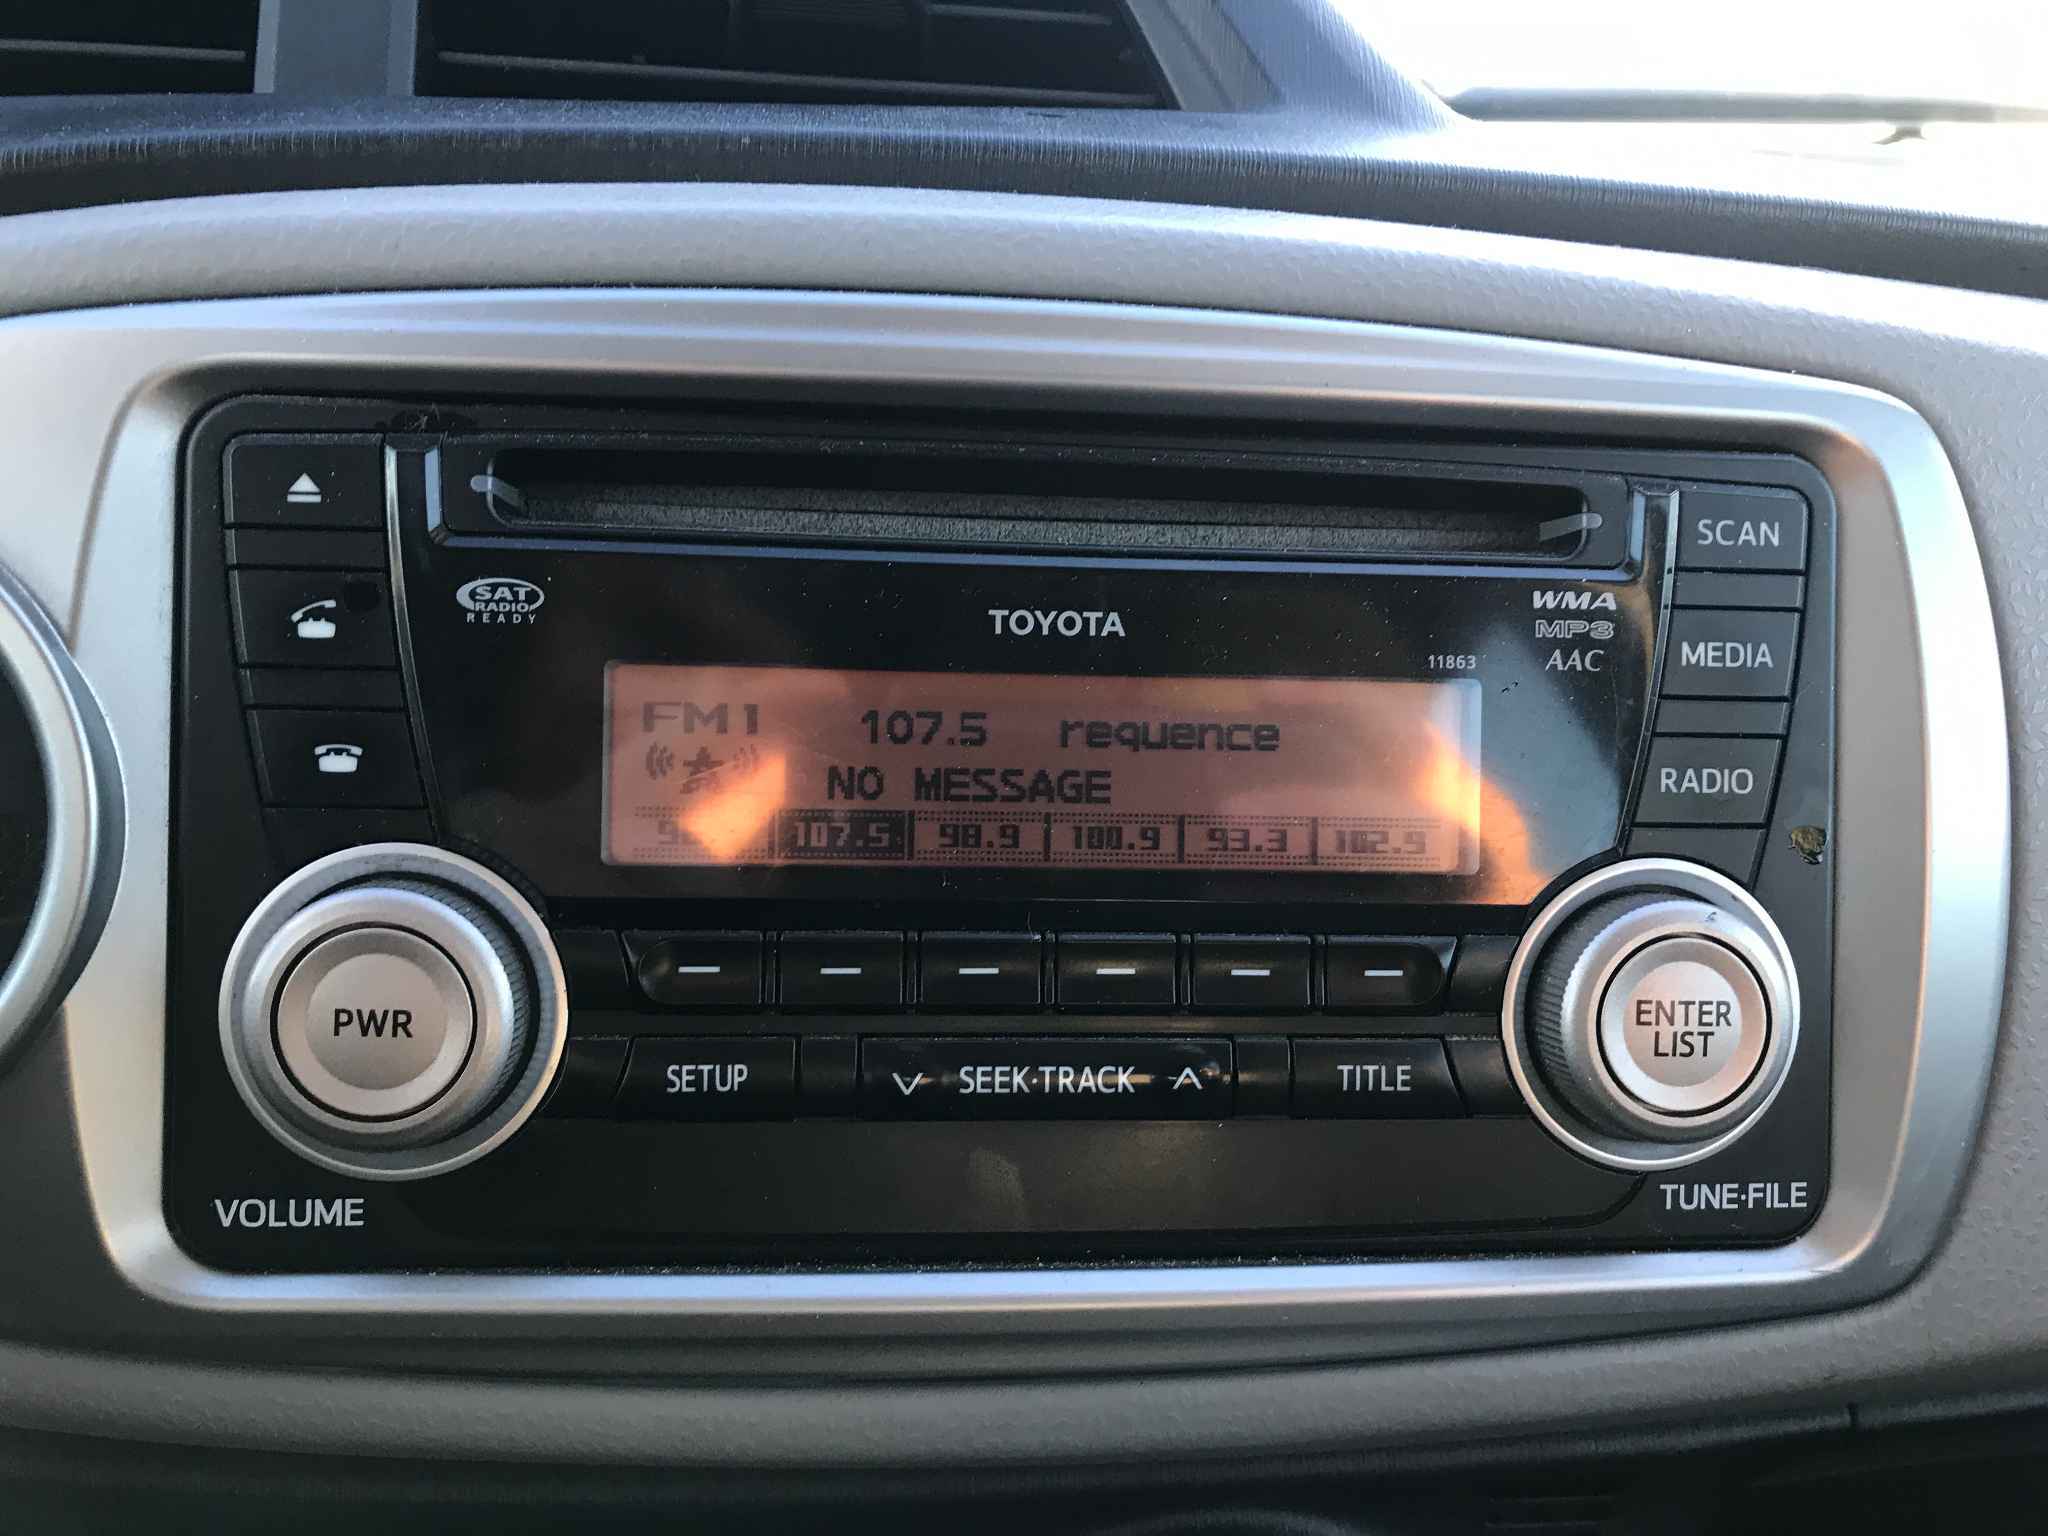 SCAN
SAT
RADIO
READY
TOYOTA
WMA
MP3
AAC
11863
MEDIA
FM1 107.5 requence
NO MESSAGE
107.5 98.9 100.9 93.3 102.9
RADIO
PWR
ENTER
LIST
SETUP
SEEK·TRACK
TITLE
VOLUME
TUNE·FILE